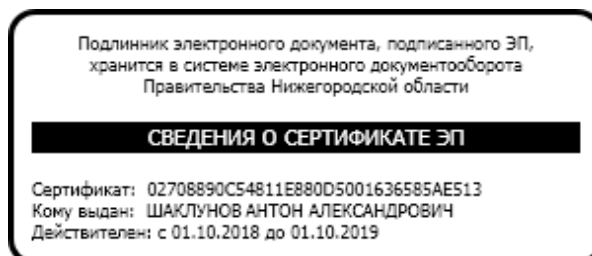 Подлинник электронного документа, подписанного ЭП,
хранится в системе электронного документооборота
Правительства Нижегородской области
СВЕДЕНИЯ О СЕРТИФИКАТЕ ЭП
Сертификат: 02708890C54811E880D5001636585AE513
Кому выдан: ШАКЛУНОВ АНТОН АЛЕКСАНДРОВИЧ
Действителен: с 01.10.2018 до 01.10.2019